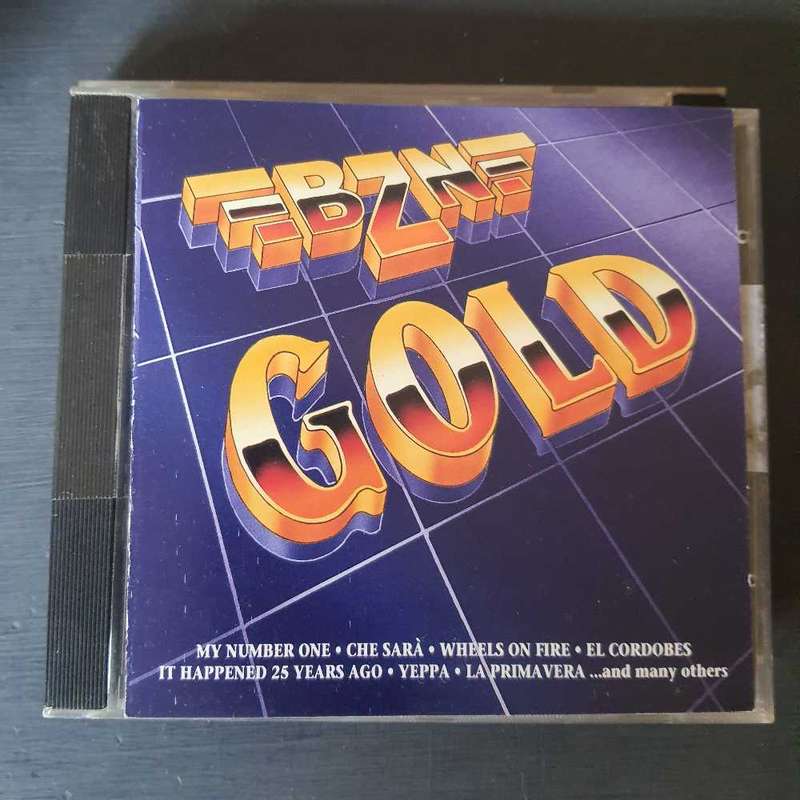 BZN
GOLD
MY NUMBER ONE • CHE SARÀ • WHEELS ON FIRE • EL CORDOBES
IT HAPPENED 25 YEARS AGO • YEPPA • LA PRIMAVERA ...and many others